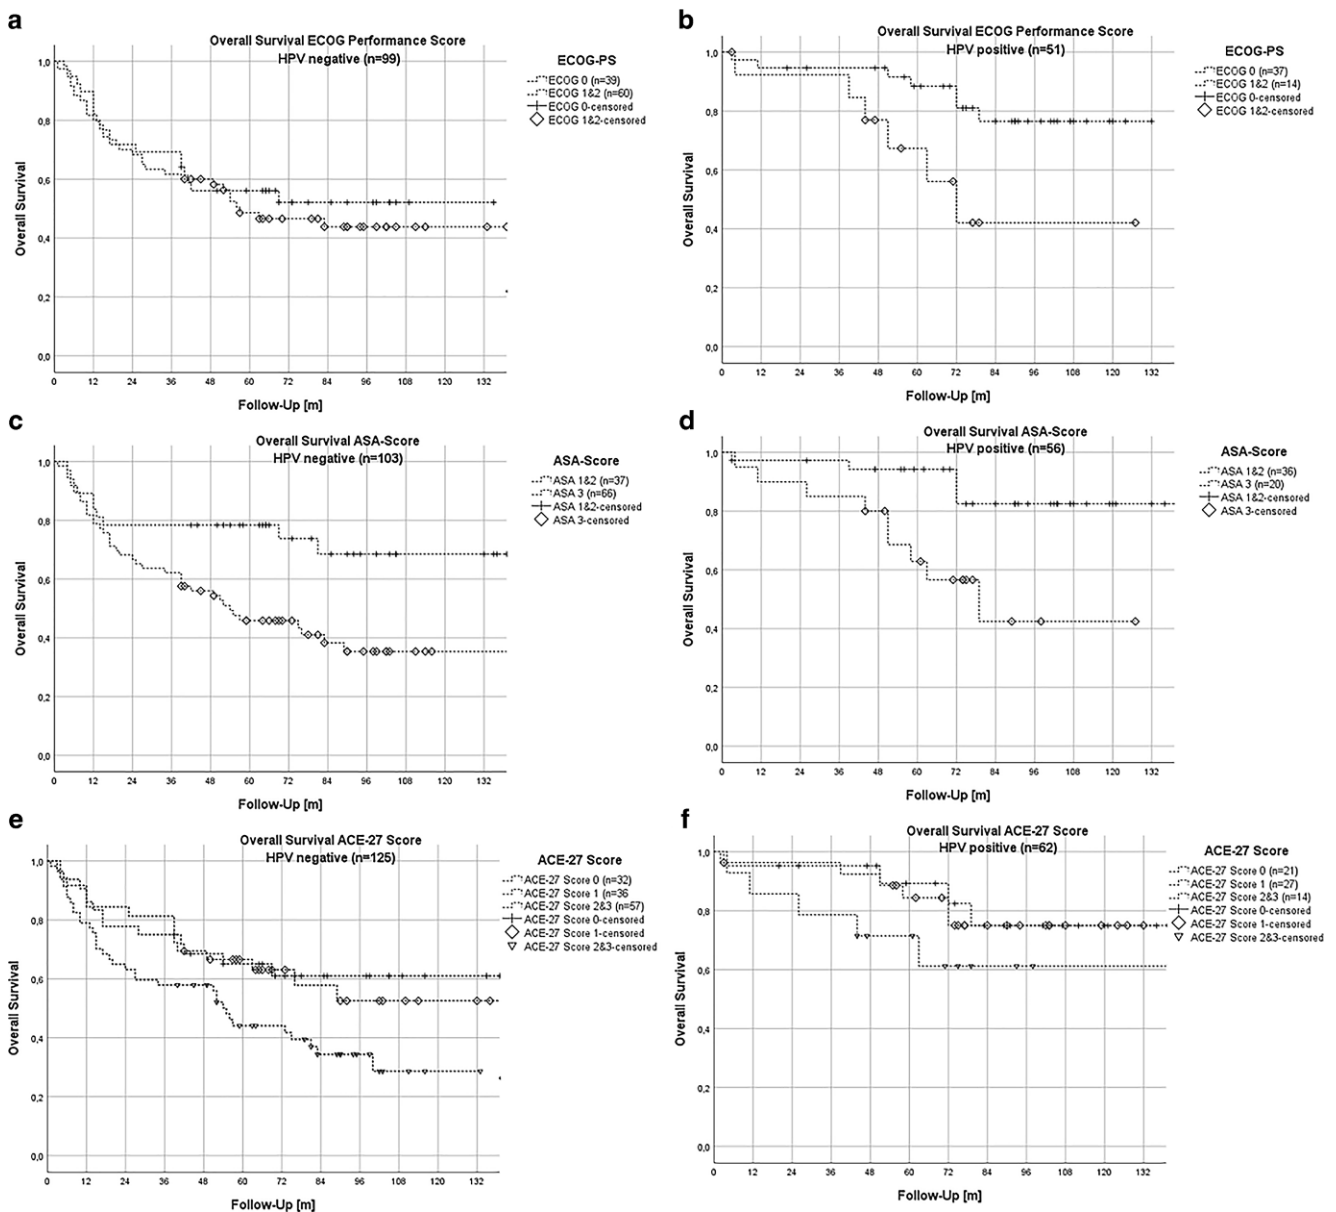 a
Overall Survival ECOG Performance Score
HPV negative (n=99)
ECOG-PS
ECOG 0 (n=39)
ECOG 1&2 (n=60)
ECOG 0-censored
ECOG 1&2-censored
Overall Survival
1,0
0,8
0,6
0,4
0,2
0,0
0 12 24 36 48 60 72 84 96 108 120 132
Follow-Up [m]
b
Overall Survival ECOG Performance Score
HPV positive (n=51)
ECOG-PS
ECOG 0 (n=37)
ECOG 1&2 (n=14)
ECOG 0-censored
ECOG 1&2-censored
Overall Survival
1,0
0,8
0,6
0,4
0,2
0,0
0 12 24 36 48 60 72 84 96 108 120 132
Follow-Up [m]
c
Overall Survival ASA-Score
HPV negative (n=103)
ASA-Score
ASA 1&2 (n=37)
ASA 3 (n=66)
ASA 1&2-censored
ASA 3-censored
Overall Survival
1,0
0,8
0,6
0,4
0,2
0,0
0 12 24 36 48 60 72 84 96 108 120 132
Follow-Up [m]
d
Overall Survival ASA-Score
HPV positive (n=56)
ASA-Score
ASA 1&2 (n=36)
ASA 3 (n=20)
ASA 1&2-censored
ASA 3-censored
Overall Survival
1,0
0,8
0,6
0,4
0,2
0,0
0 12 24 36 48 60 72 84 96 108 120 132
Follow-Up [m]
e
Overall Survival ACE-27 Score
HPV negative (n=125)
ACE-27 Score
ACE-27 Score 0 (n=32)
ACE-27 Score 1 (n=36
ACE-27 Score 2&3 (n=57)
ACE-27 Score 0-censored
ACE-27 Score 1-censored
ACE-27 Score 2&3-censored
Overall Survival
1,0
0,8
0,6
0,4
0,2
0,0
0 12 24 36 48 60 72 84 96 108 120 132
Follow-Up [m]
f
Overall Survival ACE-27 Score
HPV positive (n=62)
ACE-27 Score
ACE-27 Score 0 (n=21)
ACE-27 Score 1 (n=27)
ACE-27 Score 2&3 (n=14)
ACE-27 Score 0-censored
ACE-27 Score 1-censored
ACE-27 Score 2&3-censored
Overall Survival
1,0
0,8
0,6
0,4
0,2
0,0
0 12 24 36 48 60 72 84 96 108 120 132
Follow-Up [m]